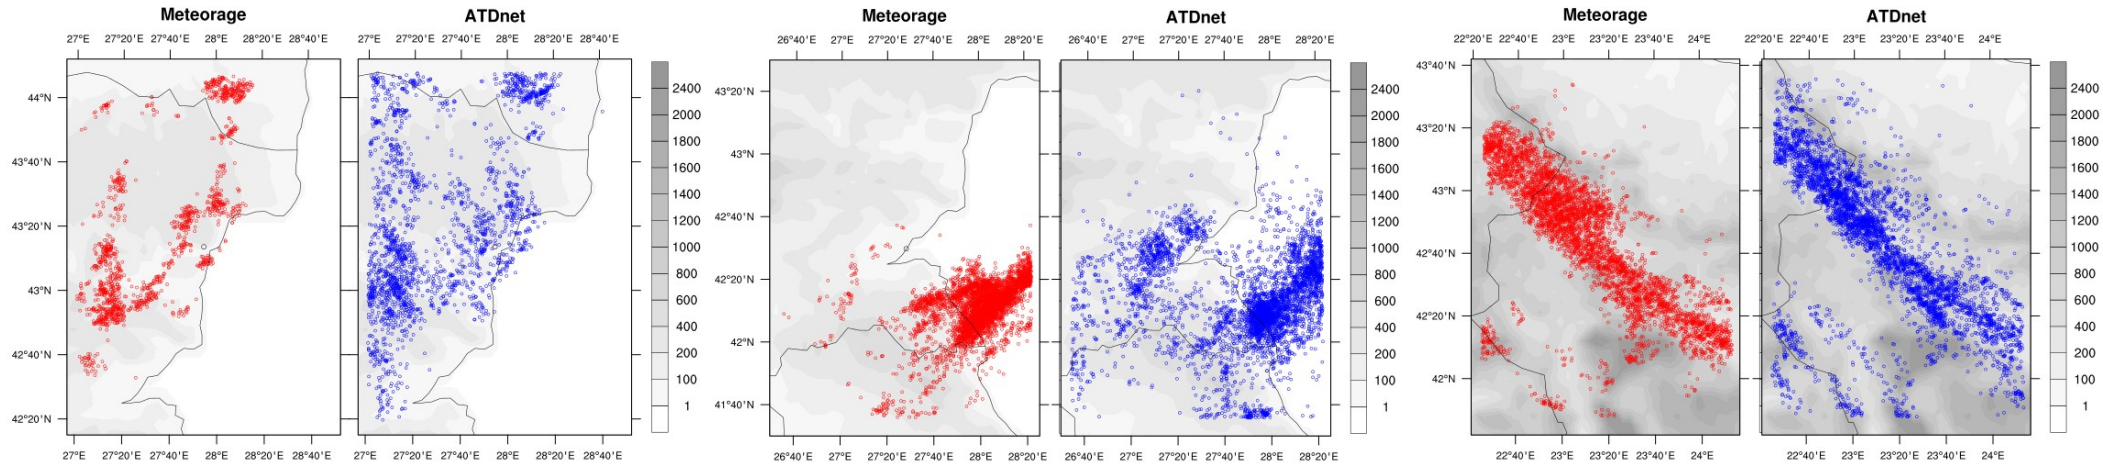 Meteorage ATDnet
27°E 27°20'E 27°40'E 28°E 28°20'E 28°40'E 27°E 27°20'E 27°40'E 28°E 28°20'E 28°40'E
44°N
43°40'N
43°20'N
43°N
42°40'N
42°20'N
27°E 27°20'E 27°40'E 28°E 28°20'E 28°40'E 27°E 27°20'E 27°40'E 28°E 28°20'E 28°40'E
2400
2000
1800
1600
1400
1200
1000
800
600
400
200
100
1
Meteorage ATDnet
26°40'E 27°E 27°20'E 27°40'E 28°E 28°20'E 26°40'E 27°E 27°20'E 27°40'E 28°E 28°20'E
43°20'N
43°N
42°40'N
42°20'N
42°N
41°40'N
26°40'E 27°E 27°20'E 27°40'E 28°E 28°20'E 26°40'E 27°E 27°20'E 27°40'E 28°E 28°20'E
2400
2000
1800
1600
1400
1200
1000
800
600
400
200
100
1
Meteorage ATDnet
22°20'E 22°40'E 23°E 23°20'E 23°40'E 24°E 22°20'E 22°40'E 23°E 23°20'E 23°40'E 24°E
43°40'N
43°20'N
43°N
42°40'N
42°20'N
42°N
22°40'E 23°E 23°20'E 23°40'E 24°E 22°40'E 23°E 23°20'E 23°40'E 24°E
2400
2000
1800
1600
1400
1200
1000
800
600
400
200
100
1